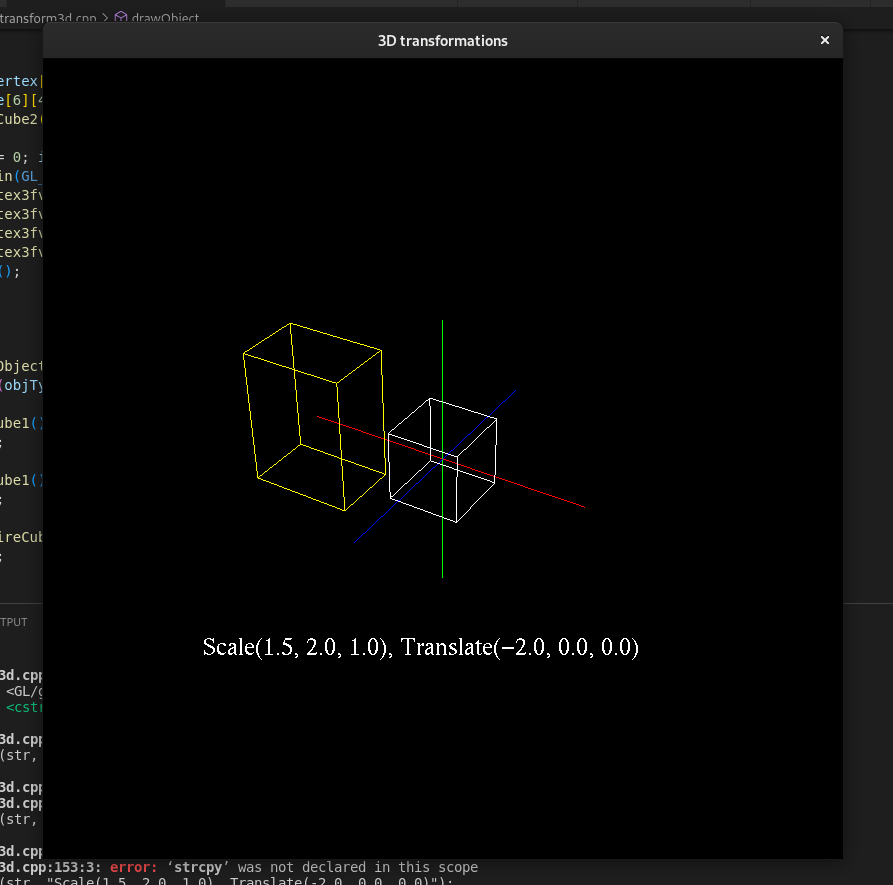 transform3d.cpp > drawObject
3D transformations
ertex[
e[6][4
Cube2(
= 0; i
in(GL_
tex3fv
tex3fv
tex3fv
tex3fv
();
Object
(objTy
ube1()
;
ube1()
;
ireCub
;
Scale(1.5, 2.0, 1.0), Translate(−2.0, 0.0, 0.0)
TPUT
3d.cpp
<GL/g
<cstr
3d.cpp
(str,
3d.cpp
3d.cpp
(str,
3d.cpp
3d.cpp:153:3: error: ‘strcpy’ was not declared in this scope
(str, "Scale(1.5, 2.0, 1.0), Translate(-2.0, 0.0, 0.0)");